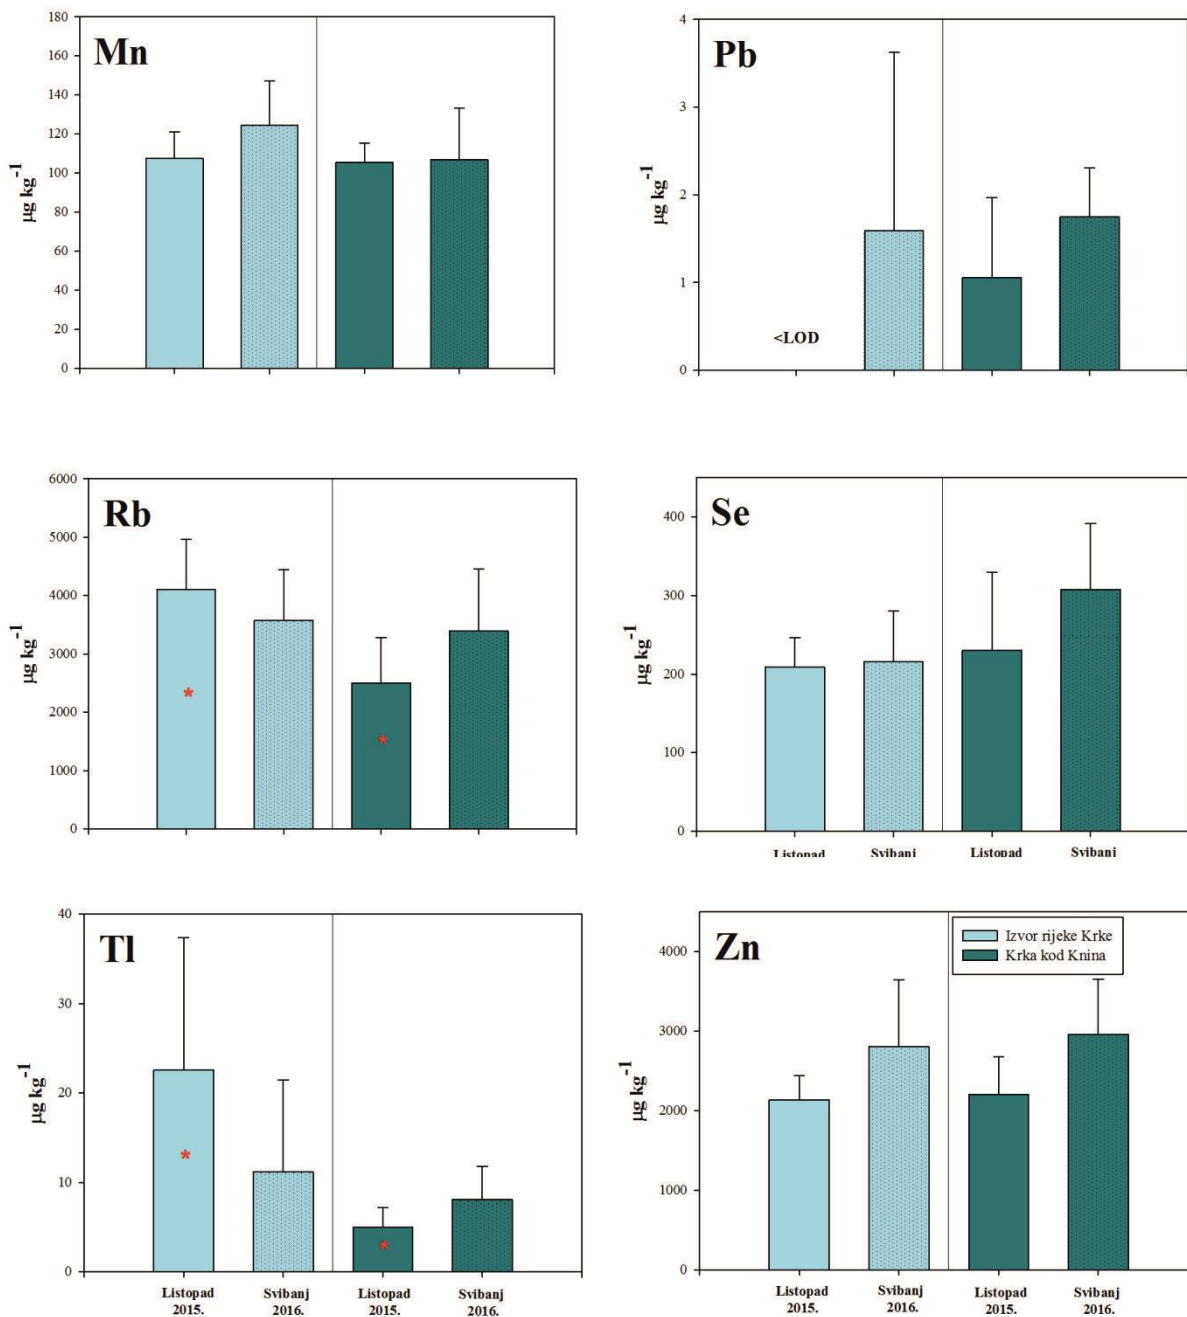 Mn
µg kg-1
180
160
140
120
100
80
60
40
20
0
Pb
µg kg-1
4
3
2
1
0
<LOD
Rb
µg kg-1
6000
5000
4000
3000
2000
1000
0
*
*
Se
µg kg-1
400
300
200
100
0
Listopad
Svibanj
Listopad
Svibanj
Tl
µg kg-1
40
30
20
10
0
*
*
Listopad
2015.
Svibanj
2016.
Listopad
2015.
Svibanj
2016.
Zn
µg kg-1
4000
3000
2000
1000
0
Izvor rijeke Krke
Krka kod Knina
Listopad
2015.
Svibanj
2016.
Listopad
2015.
Svibanj
2016.